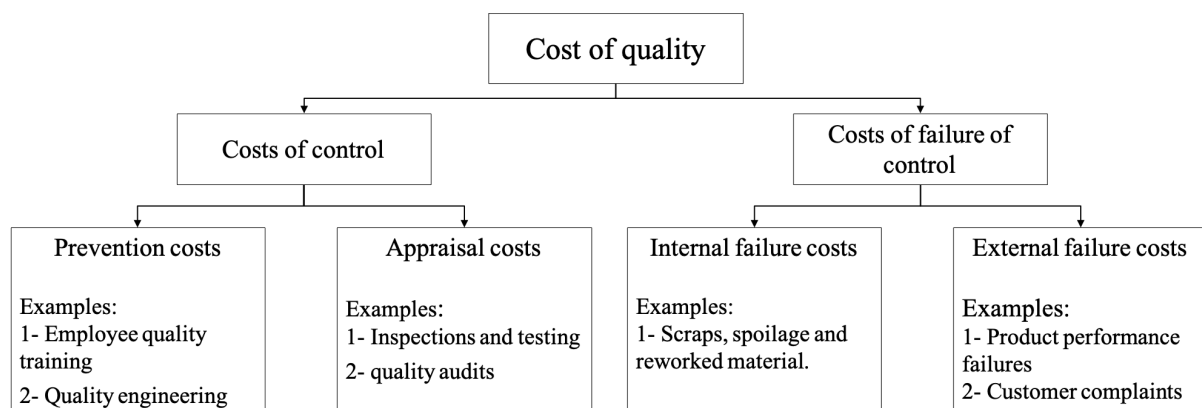 Cost of quality
Costs of control
Costs of failure of
control
Prevention costs
Examples:
1- Employee quality
training
2- Quality engineering
Appraisal costs
Examples:
1- Inspections and testing
2- quality audits
Internal failure costs
Examples:
1- Scraps, spoilage and
reworked material.
External failure costs
Examples:
1- Product performance
failures
2- Customer complaints